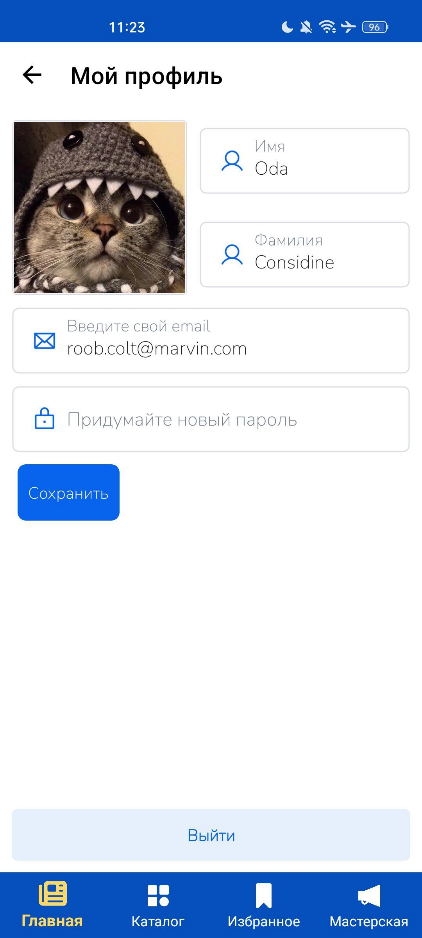 11:23
96
Мой профиль
Имя
Oda
Фамилия
Considine
Введите свой email
roob.colt@marvin.com
Придумайте новый пароль
Сохранить
Выйти
Главная
Каталог
Избранное
Мастерская